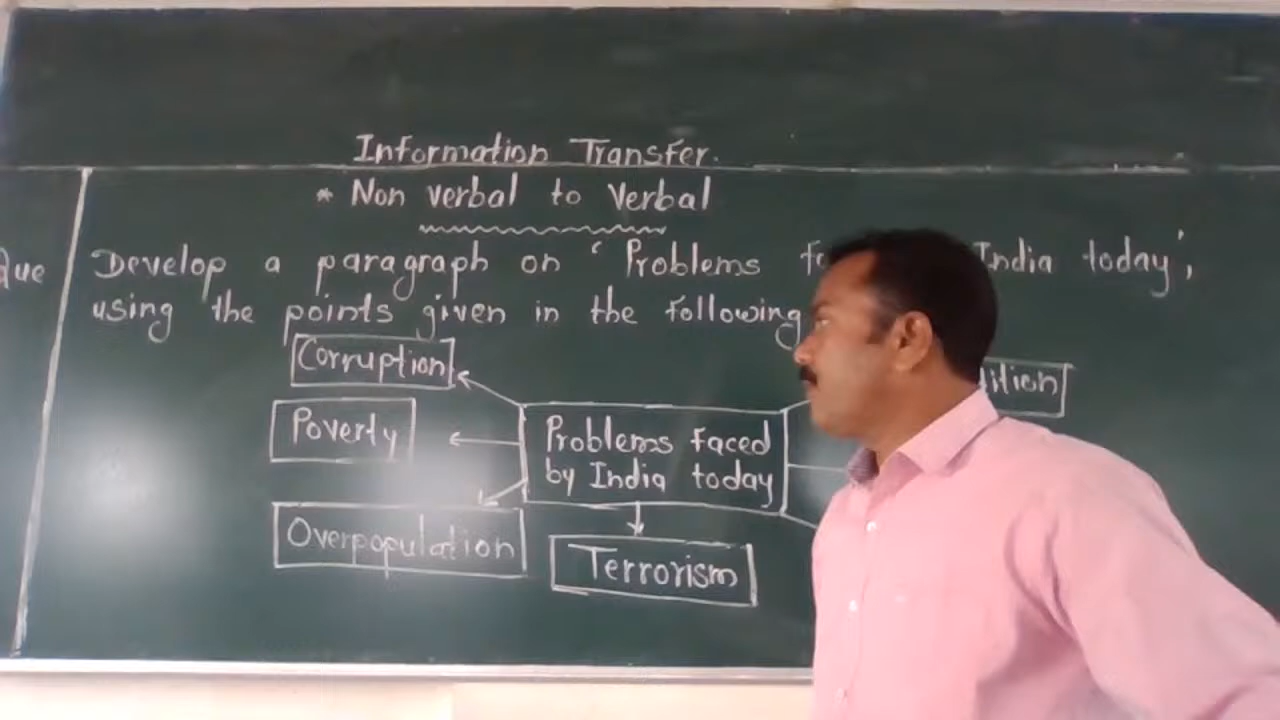 Information Transfer.
* Non verbal to Verbal
Que
Develop a paragraph on 'Problems India today',
using the points given in the following
Corruption
Poverty
Problems faced
by India today
Overpopulation
Terrorism